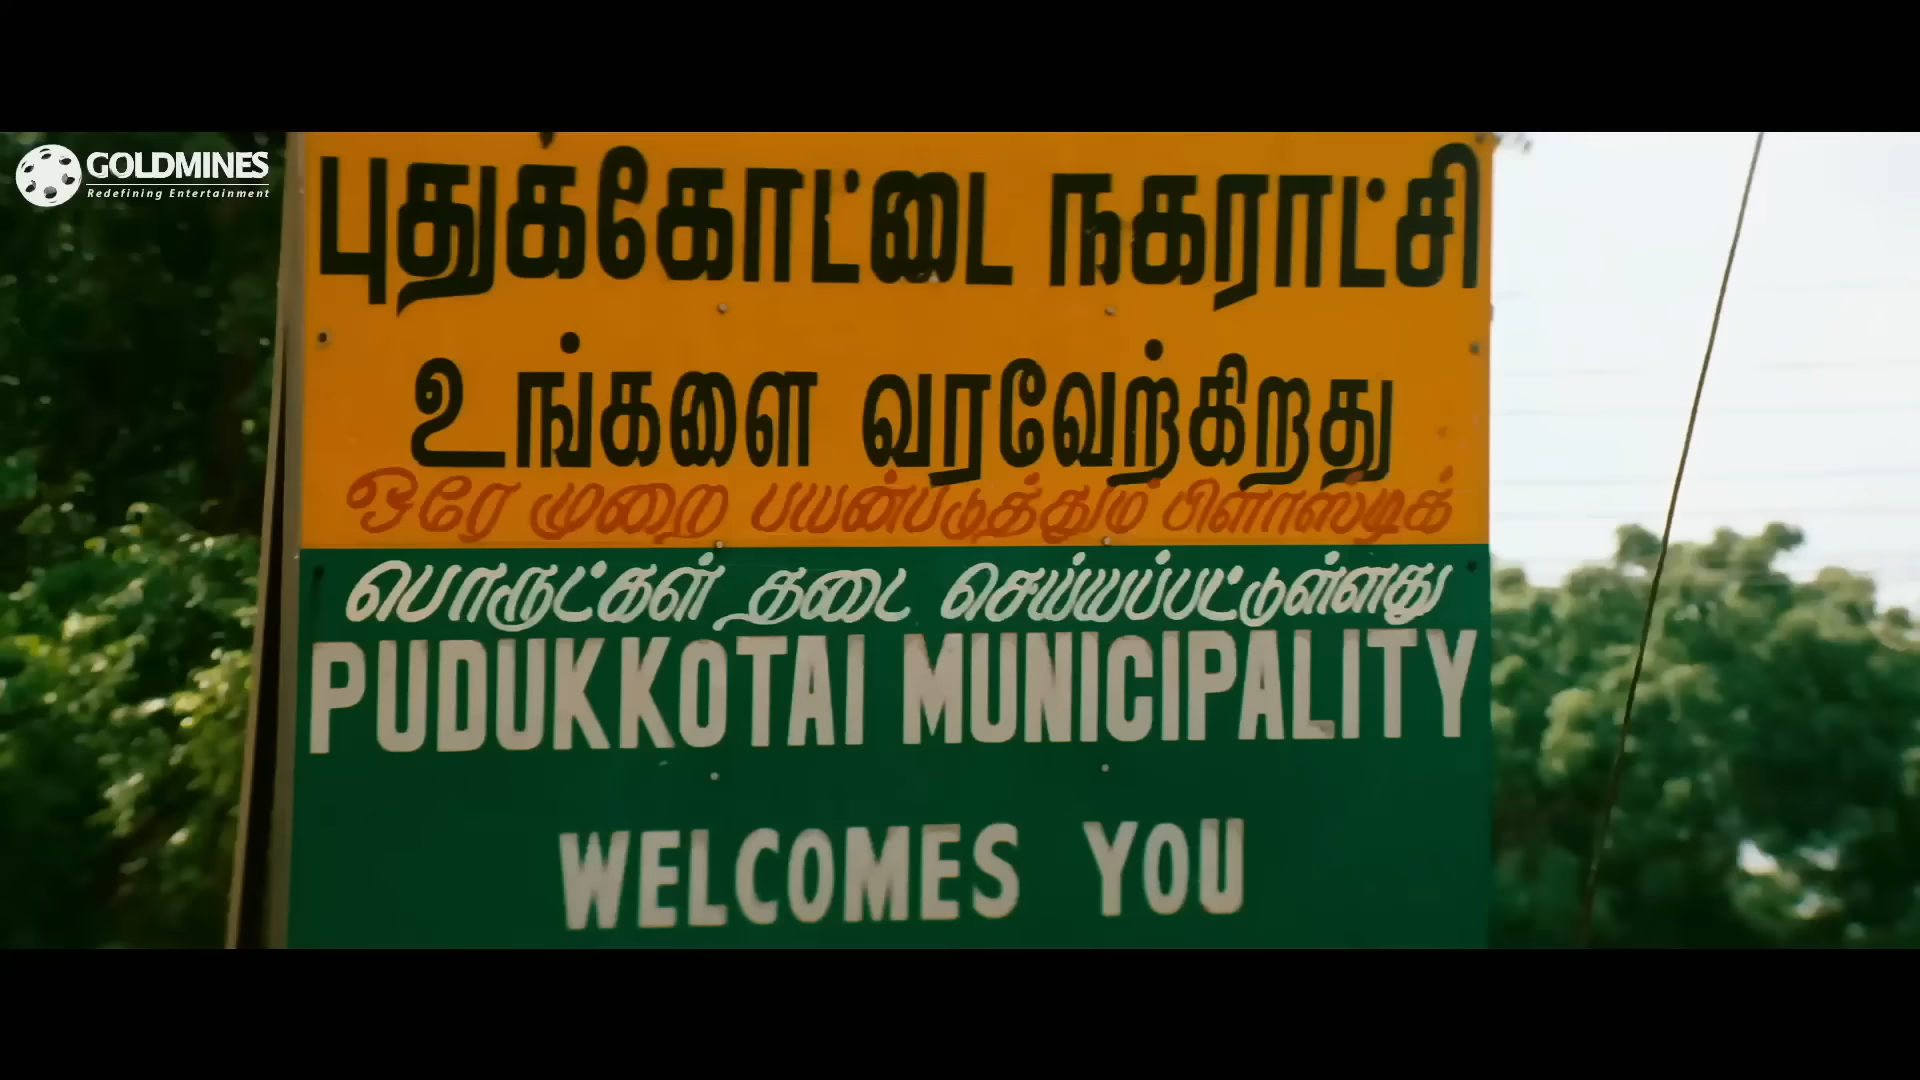 GOLDMINES
Redefining Entertainment
புதுக்கோட்டை நகராட்சி
உங்களை வரவேற்கிறது
ஒரே முறை பயன்படுத்தும் பிளாஸ்டிக்
பொருட்கள் தடை செய்யப்பட்டுள்ளது
PUDUKKOTAI MUNICIPALITY
WELCOMES YOU